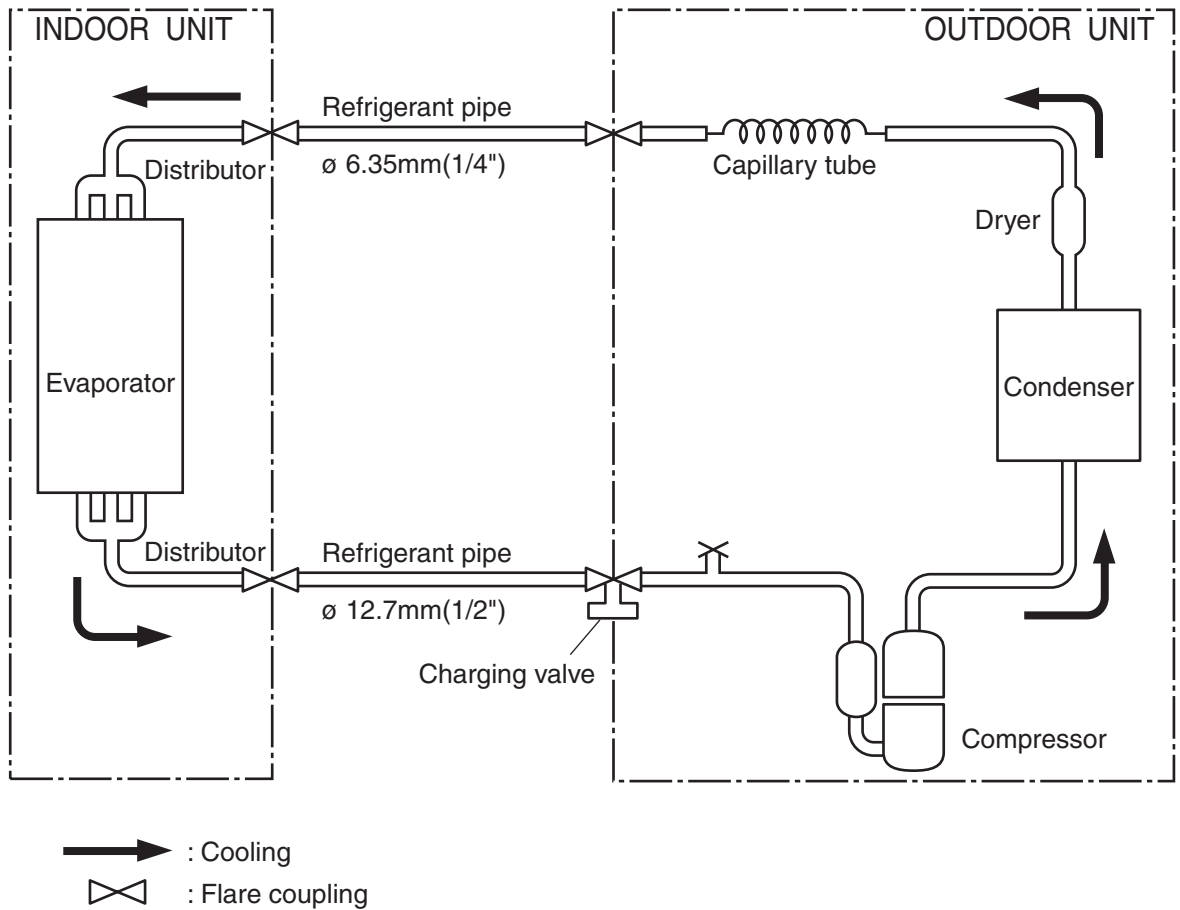 INDOOR UNIT
OUTDOOR UNIT
Refrigerant pipe
ø 6.35mm(1/4")
Distributor
Capillary tube
Dryer
Evaporator
Condenser
Distributor
Refrigerant pipe
ø 12.7mm(1/2")
Charging valve
Compressor
: Cooling
: Flare coupling